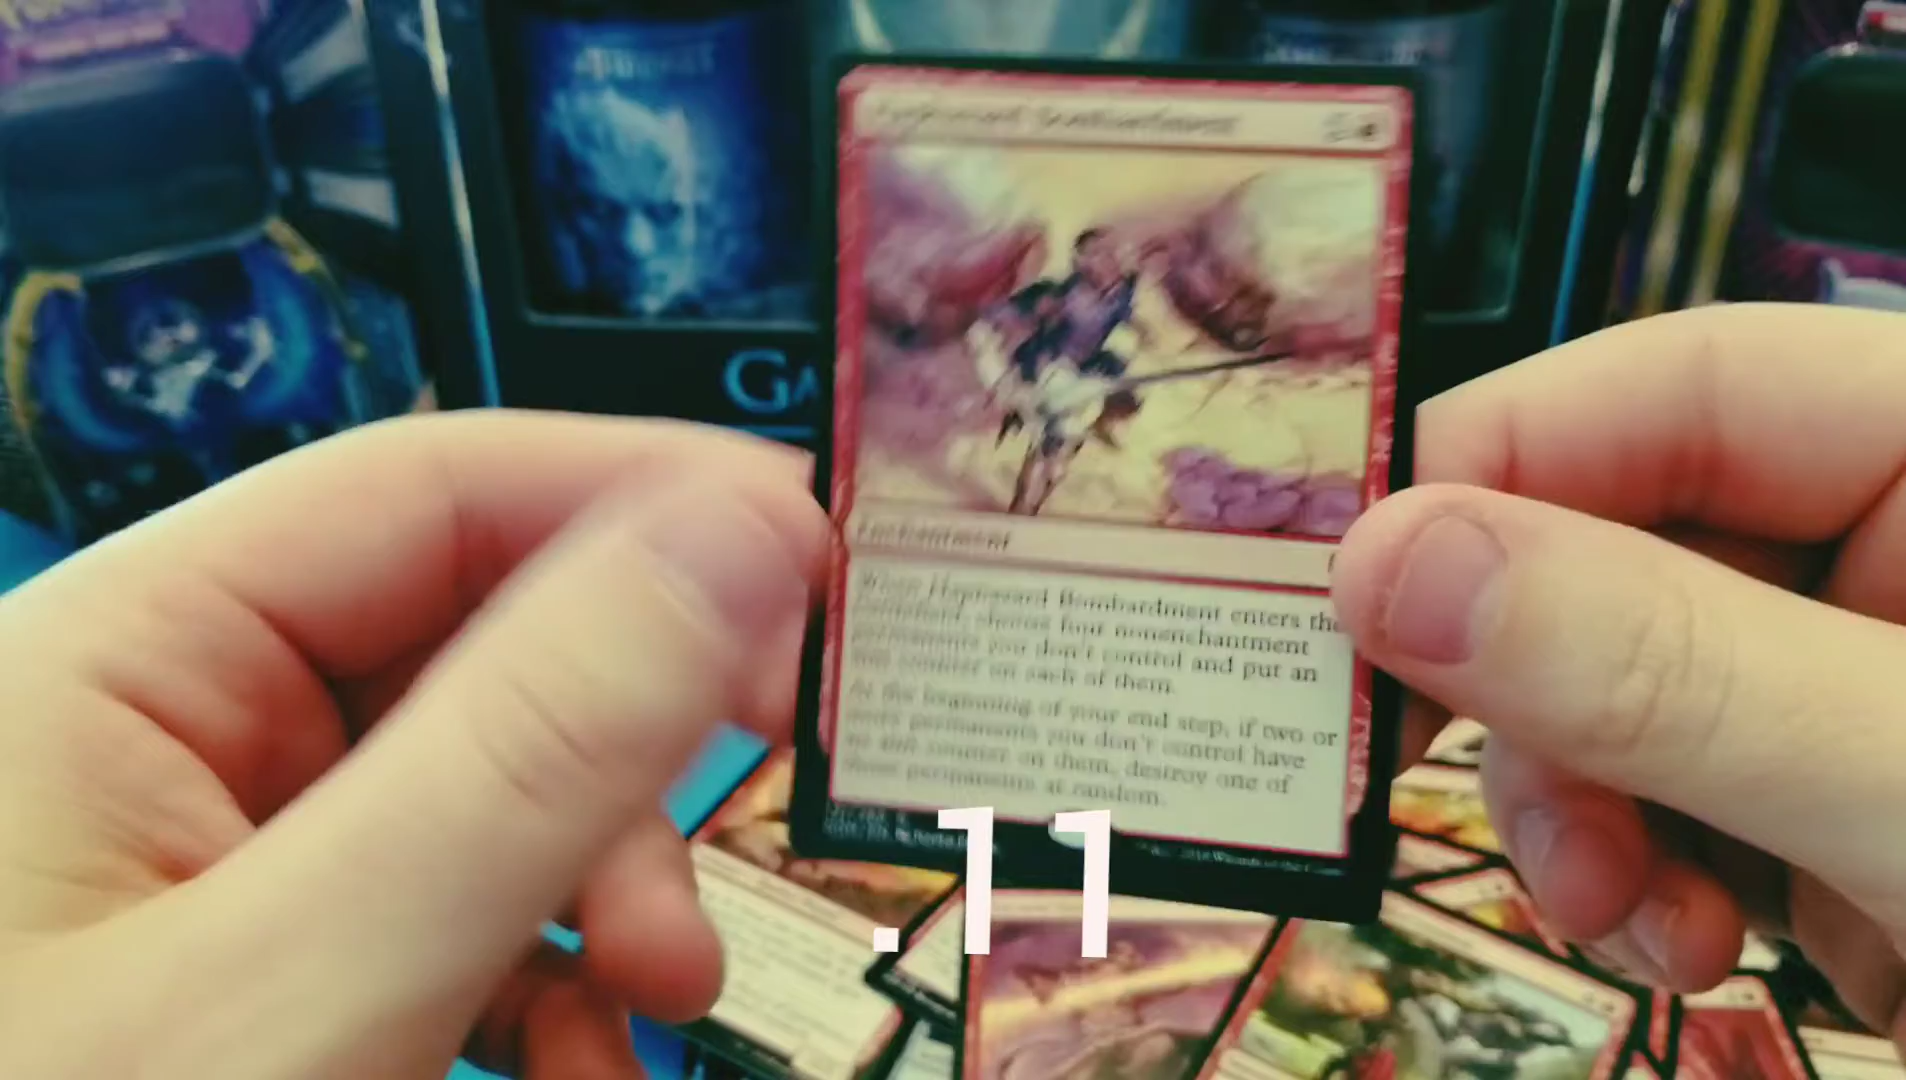 GA
Haphazard Bombardment
Enchantment
When Haphazard Bombardment enters the
battlefield, choose four nonenchantment
permanents you don't control and put an
aim counter on each of them.
At the beginning of your end step, if two or
more permanents you don't control have
an aim counter on them, destroy one of
those permanents at random.
.11